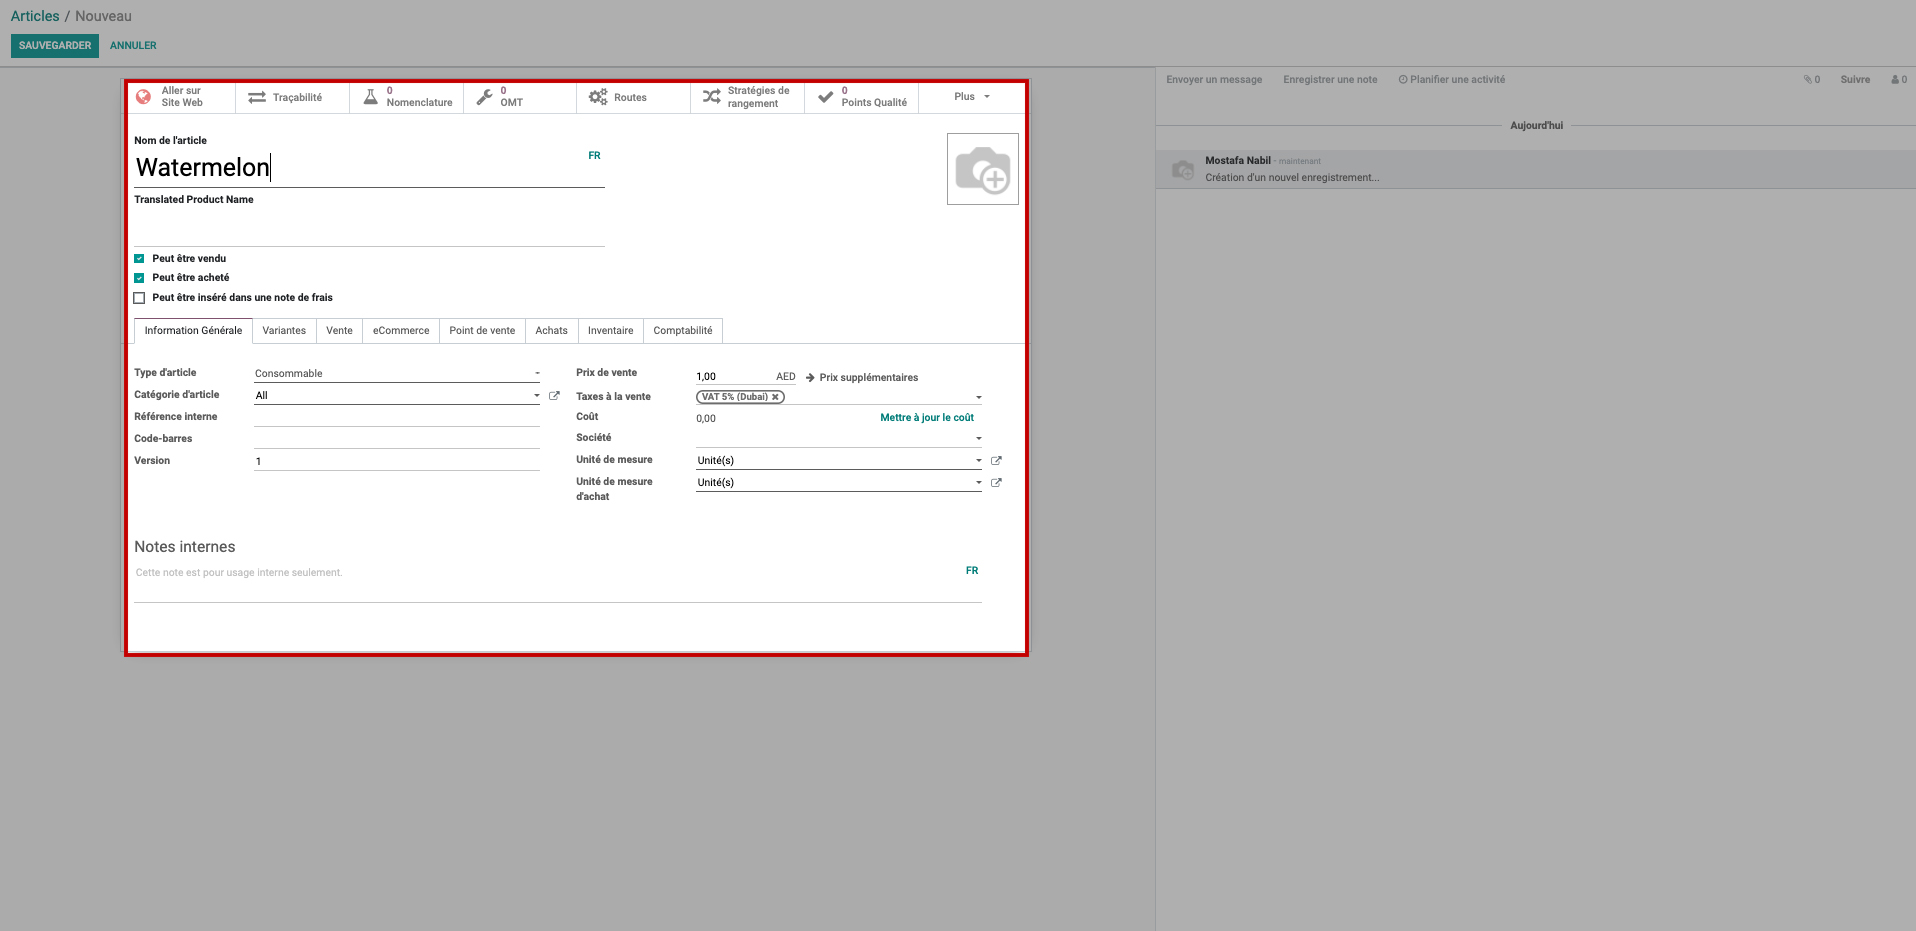 Articles / Nouveau
SAUVEGARDER ANNULER
Envoyer un message Enregistrer une note Planifier une activité 0 Suivre 0
Aller sur
Site Web
Traçabilité
0
Nomenclature
0
OMT
Routes
Stratégies de
rangement
0
Points Qualité
Plus
Aujourd'hui
Mostafa Nabil - maintenant
Création d'un nouvel enregistrement...
Nom de l'article
Watermelon FR
Translated Product Name
Peut être vendu
Peut être acheté
Peut être inséré dans une note de frais
Information Générale Variantes Vente eCommerce Point de vente Achats Inventaire Comptabilité
Type d'article Consommable
Catégorie d'article All
Référence interne
Code-barres
Version 1
Prix de vente 1,00 AED Prix supplémentaires
Taxes à la vente VAT 5% (Dubai)
Coût 0,00 Mettre à jour le coût
Société
Unité de mesure Unité(s)
Unité de mesure
d'achat
Unité(s)
Notes internes
Cette note est pour usage interne seulement. FR